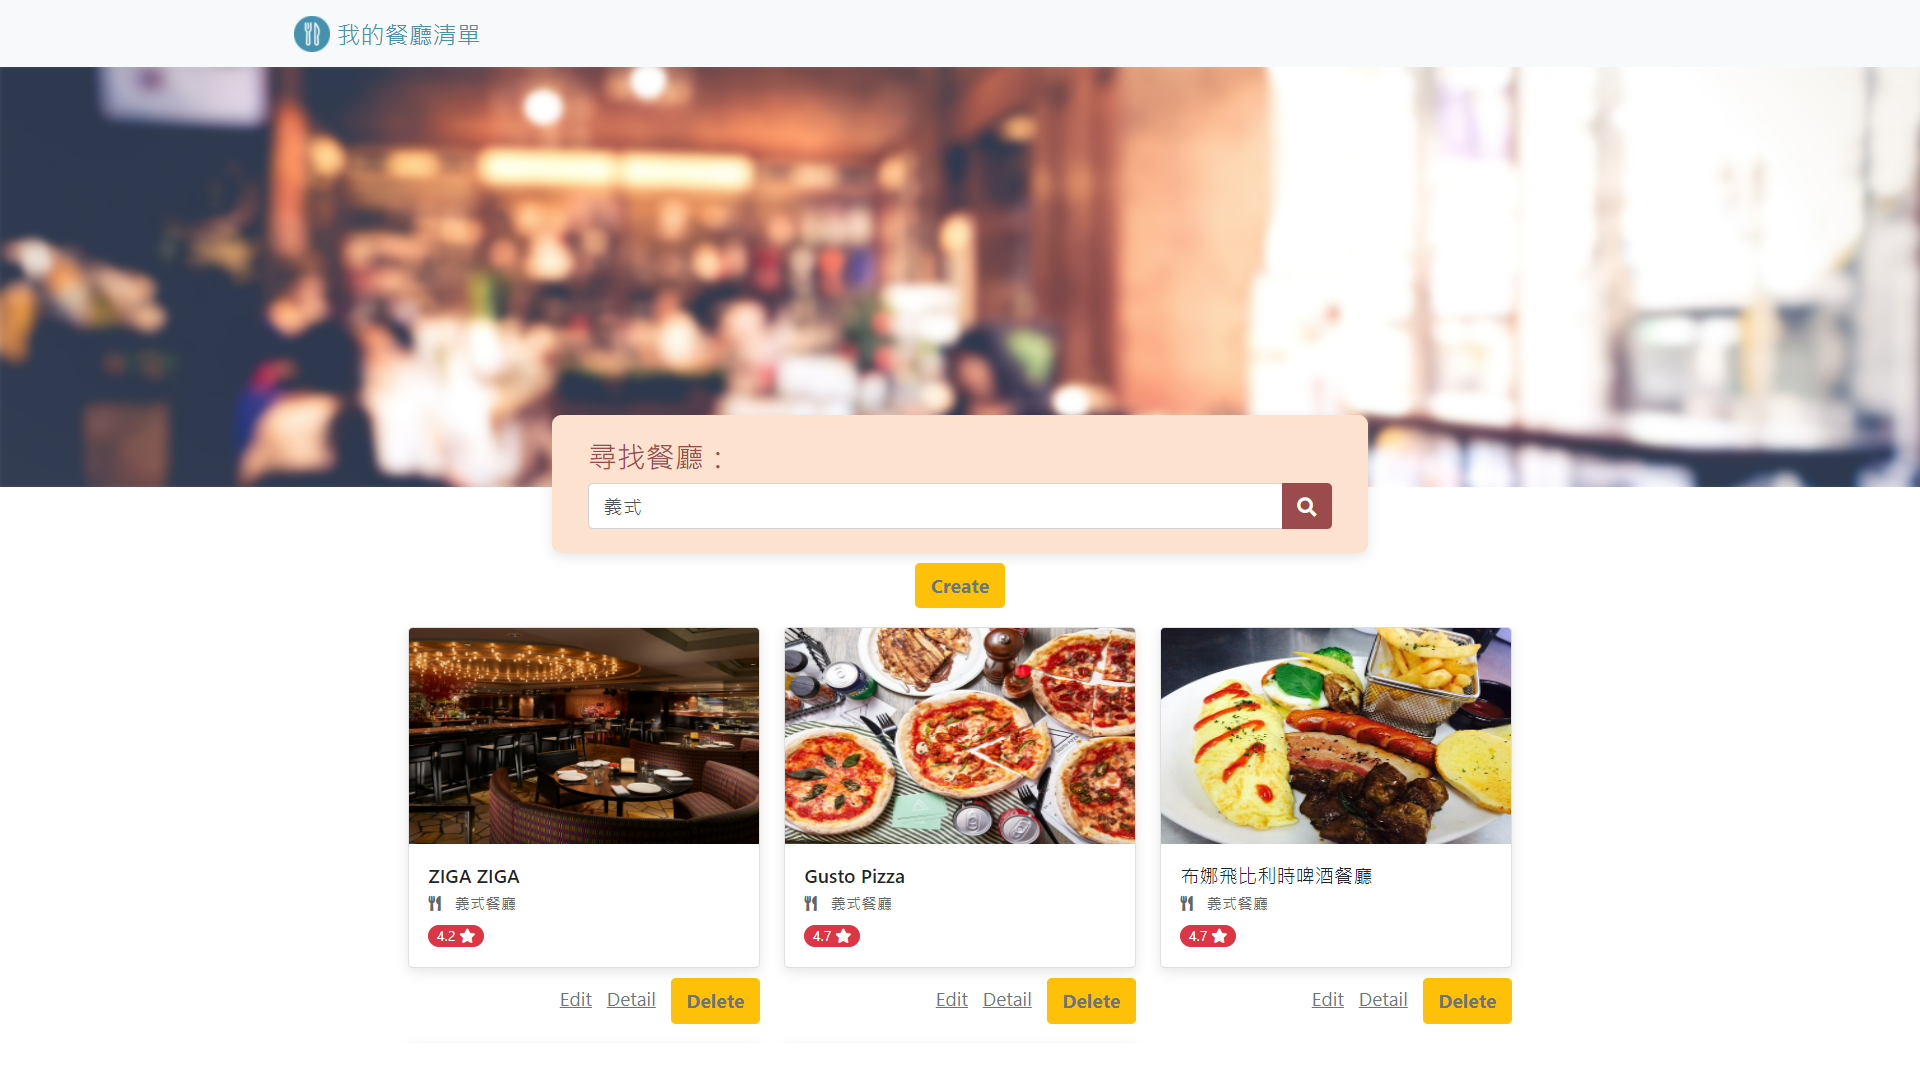 我的餐廳清單
尋找餐廳：
義式
Create
ZIGA ZIGA
義式餐廳
4.2
Edit Detail Delete
Gusto Pizza
義式餐廳
4.7
Edit Detail Delete
布娜飛比利時啤酒餐廳
義式餐廳
4.7
Edit Detail Delete